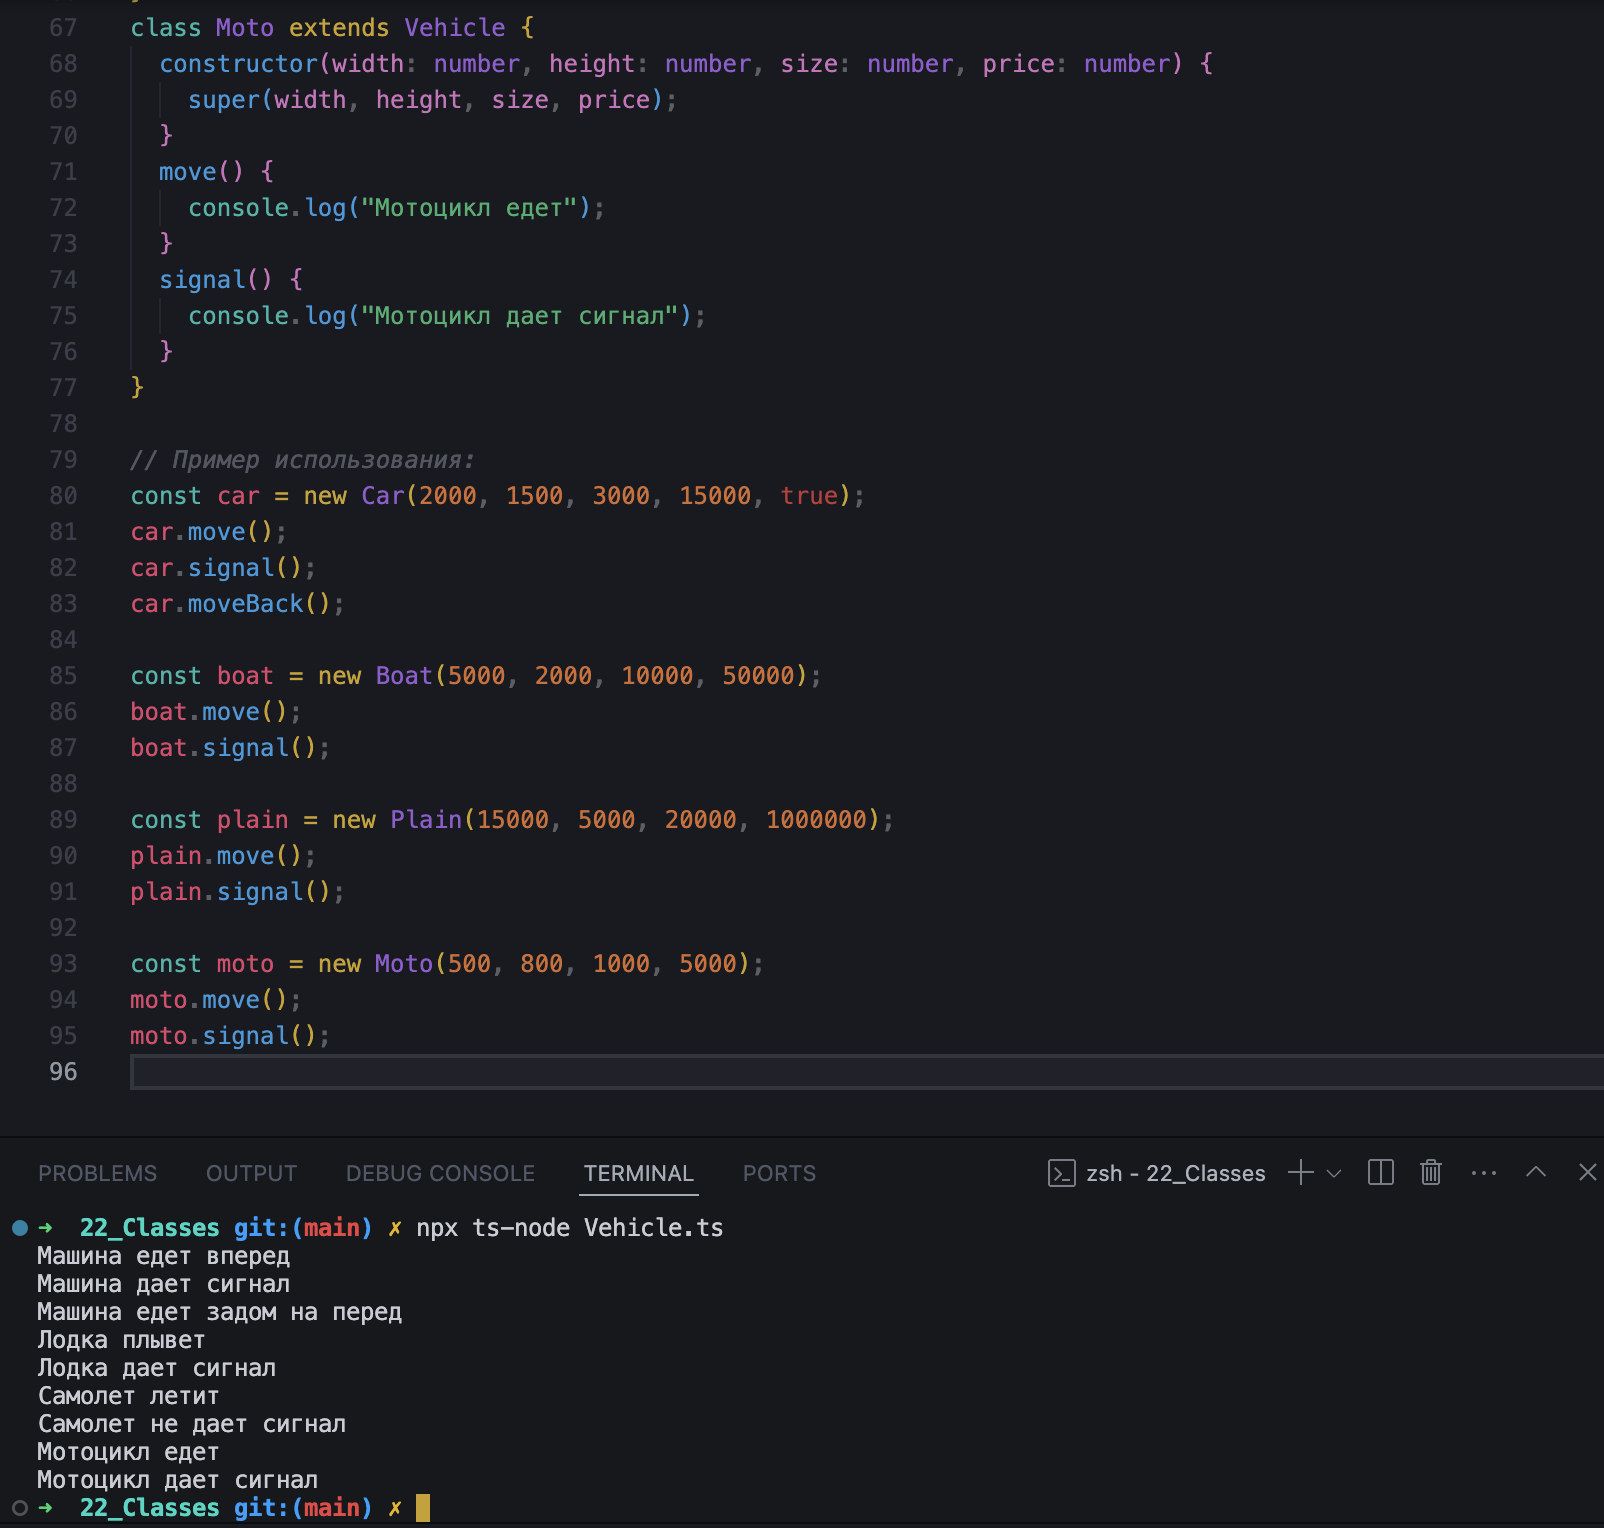 67 class Moto extends Vehicle {
68 constructor(width: number, height: number, size: number, price: number) {
69 super(width, height, size, price);
70 }
71 move() {
72 console.log("Мотоцикл едет");
73 }
74 signal() {
75 console.log("Мотоцикл дает сигнал");
76 }
77 }
78
79 // Пример использования:
80 const car = new Car(2000, 1500, 3000, 15000, true);
81 car.move();
82 car.signal();
83 car.moveBack();
84
85 const boat = new Boat(5000, 2000, 10000, 50000);
86 boat.move();
87 boat.signal();
88
89 const plain = new Plain(15000, 5000, 20000, 1000000);
90 plain.move();
91 plain.signal();
92
93 const moto = new Moto(500, 800, 1000, 5000);
94 moto.move();
95 moto.signal();
96
PROBLEMS OUTPUT DEBUG CONSOLE TERMINAL PORTS zsh - 22_Classes
➜ 22_Classes git:(main) ✗ npx ts-node Vehicle.ts
Машина едет вперед
Машина дает сигнал
Машина едет задом на перед
Лодка плывет
Лодка дает сигнал
Самолет летит
Самолет не дает сигнал
Мотоцикл едет
Мотоцикл дает сигнал
➜ 22_Classes git:(main) ✗